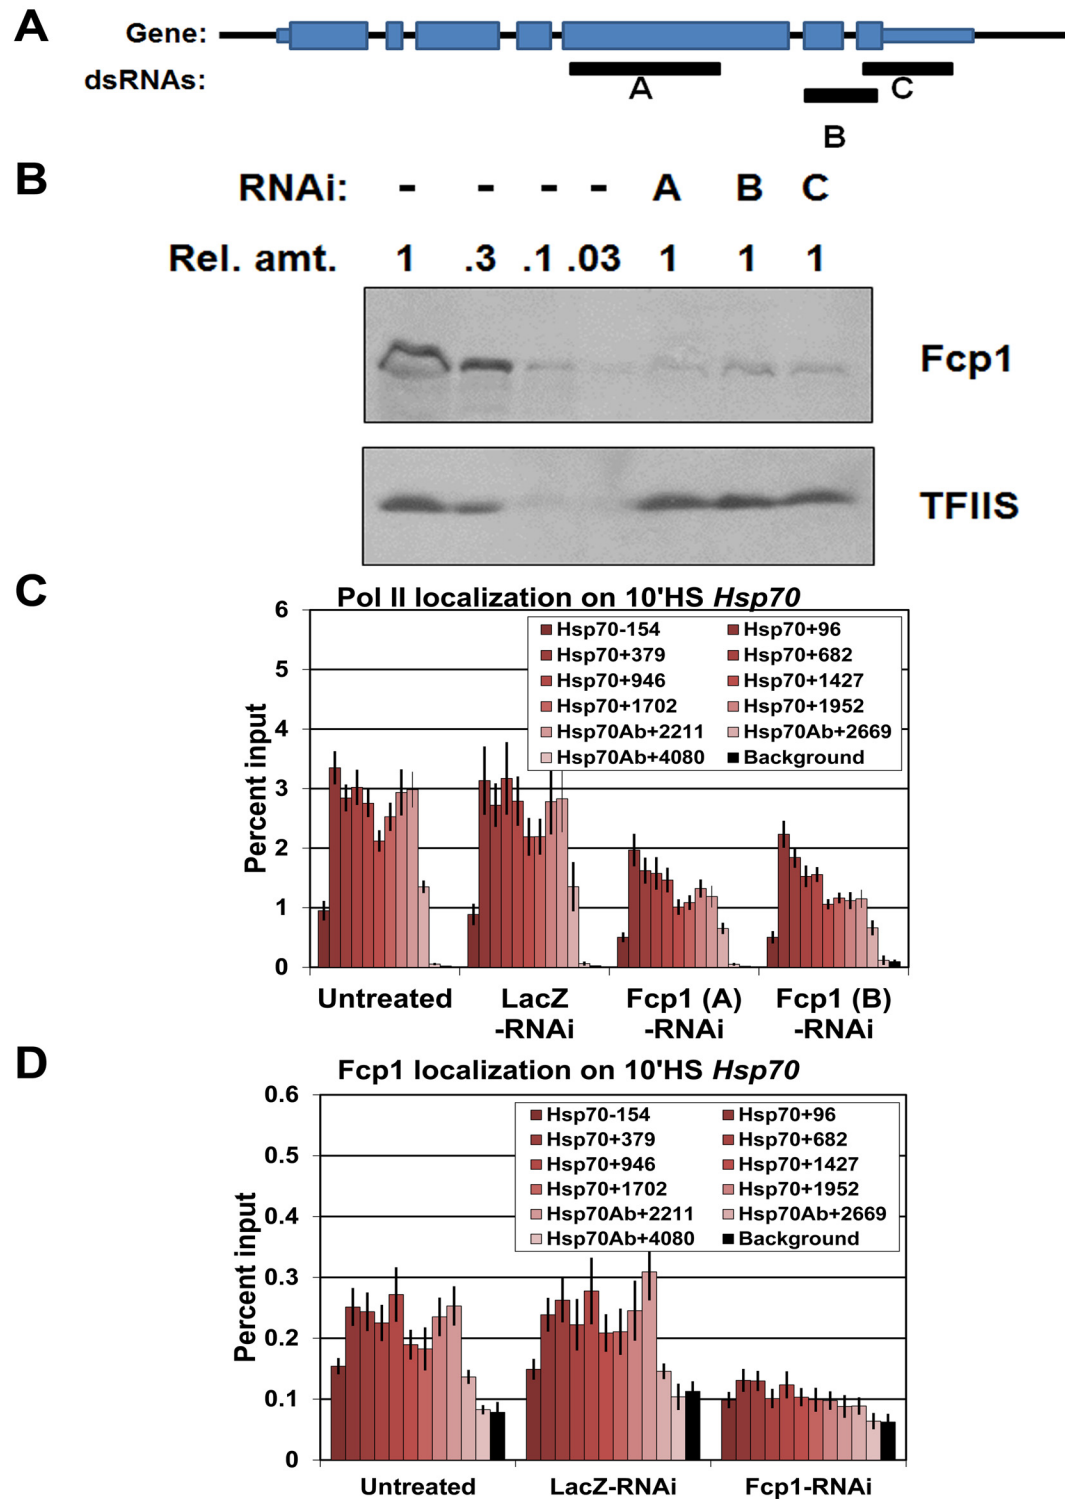 A
Gene:
dsRNAs:
A
C
B
B
RNAi: - - - - A B C
Rel. amt. 1 .3 .1 .03 1 1 1
Fcp1
TFIIS
C
Pol II localization on 10'HS Hsp70
Percent input
6
5
4
3
2
1
0
Hsp70-154 Hsp70+96
Hsp70+379 Hsp70+682
Hsp70+946 Hsp70+1427
Hsp70+1702 Hsp70+1952
Hsp70Ab+2211 Hsp70Ab+2669
Hsp70Ab+4080 Background
Untreated LacZ Fcp1 (A) Fcp1 (B)
-RNAi -RNAi -RNAi
D
Fcp1 localization on 10'HS Hsp70
Percent input
0.6
0.5
0.4
0.3
0.2
0.1
0
Hsp70-154 Hsp70+96
Hsp70+379 Hsp70+682
Hsp70+946 Hsp70+1427
Hsp70+1702 Hsp70+1952
Hsp70Ab+2211 Hsp70Ab+2669
Hsp70Ab+4080 Background
Untreated LacZ-RNAi Fcp1-RNAi